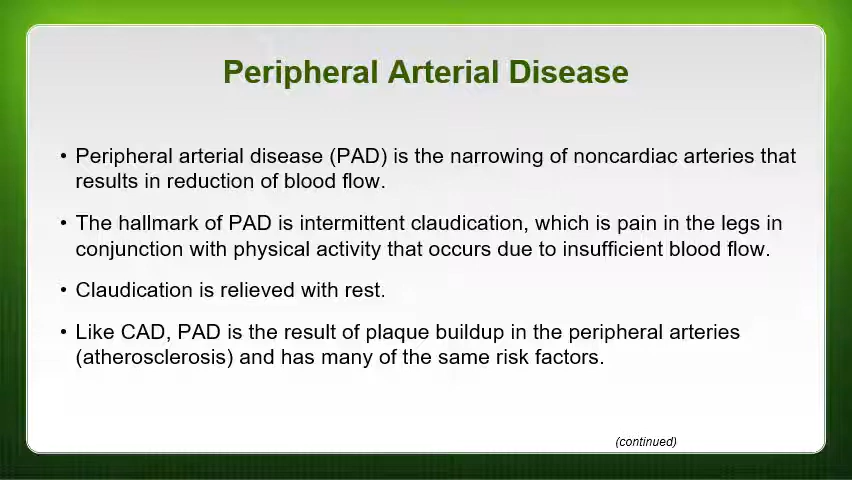 Peripheral Arterial Disease
• Peripheral arterial disease (PAD) is the narrowing of noncardiac arteries that
results in reduction of blood flow.
• The hallmark of PAD is intermittent claudication, which is pain in the legs in
conjunction with physical activity that occurs due to insufficient blood flow.
• Claudication is relieved with rest.
• Like CAD, PAD is the result of plaque buildup in the peripheral arteries
(atherosclerosis) and has many of the same risk factors.
(continued)